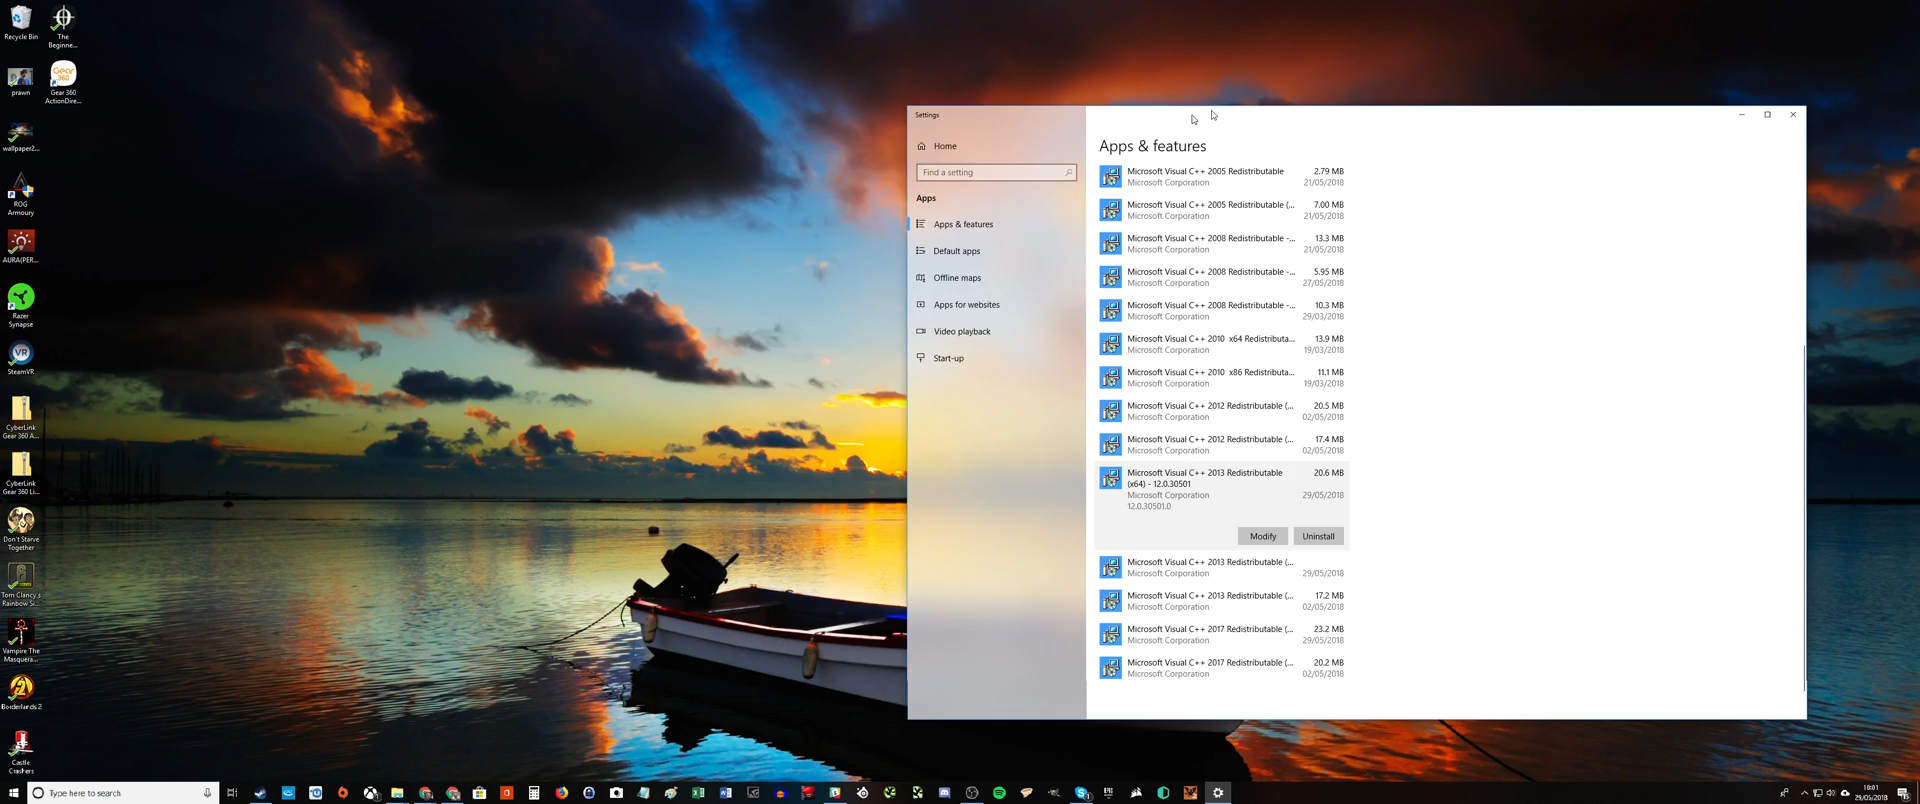 Recycle Bin
The Beginne...
prawn
Gear 360 ActionDire...
wallpaper2...
ROG Armoury
AURA(PER...
Razer Synapse
SteamVR
CyberLink Gear 360 A...
CyberLink Gear 360 Li...
Don't Starve Together
Tom Clancy's Rainbow Si...
Vampire The Masquera...
Borderlands 2
Castle Crashers
Settings
Home
Find a setting
Apps
Apps & features
Default apps
Offline maps
Apps for websites
Video playback
Start-up
Apps & features
Microsoft Visual C++ 2005 Redistributable 2.79 MB
Microsoft Corporation 21/05/2018
Microsoft Visual C++ 2005 Redistributable (... 7.00 MB
Microsoft Corporation 21/05/2018
Microsoft Visual C++ 2008 Redistributable -... 13.3 MB
Microsoft Corporation 21/05/2018
Microsoft Visual C++ 2008 Redistributable -... 5.95 MB
Microsoft Corporation 27/05/2018
Microsoft Visual C++ 2008 Redistributable -... 10.3 MB
Microsoft Corporation 29/03/2018
Microsoft Visual C++ 2010 x64 Redistributa... 13.9 MB
Microsoft Corporation 19/03/2018
Microsoft Visual C++ 2010 x86 Redistributa... 11.1 MB
Microsoft Corporation 19/03/2018
Microsoft Visual C++ 2012 Redistributable (... 20.5 MB
Microsoft Corporation 02/05/2018
Microsoft Visual C++ 2012 Redistributable (... 17.4 MB
Microsoft Corporation 02/05/2018
Microsoft Visual C++ 2013 Redistributable 20.6 MB
(x64) - 12.0.30501
Microsoft Corporation 29/05/2018
12.0.30501.0
Modify Uninstall
Microsoft Visual C++ 2013 Redistributable (...
Microsoft Corporation 29/05/2018
Microsoft Visual C++ 2013 Redistributable (... 17.2 MB
Microsoft Corporation 02/05/2018
Microsoft Visual C++ 2017 Redistributable (... 23.2 MB
Microsoft Corporation 29/05/2018
Microsoft Visual C++ 2017 Redistributable (... 20.2 MB
Microsoft Corporation 02/05/2018
Type here to search
18:01
29/05/2018